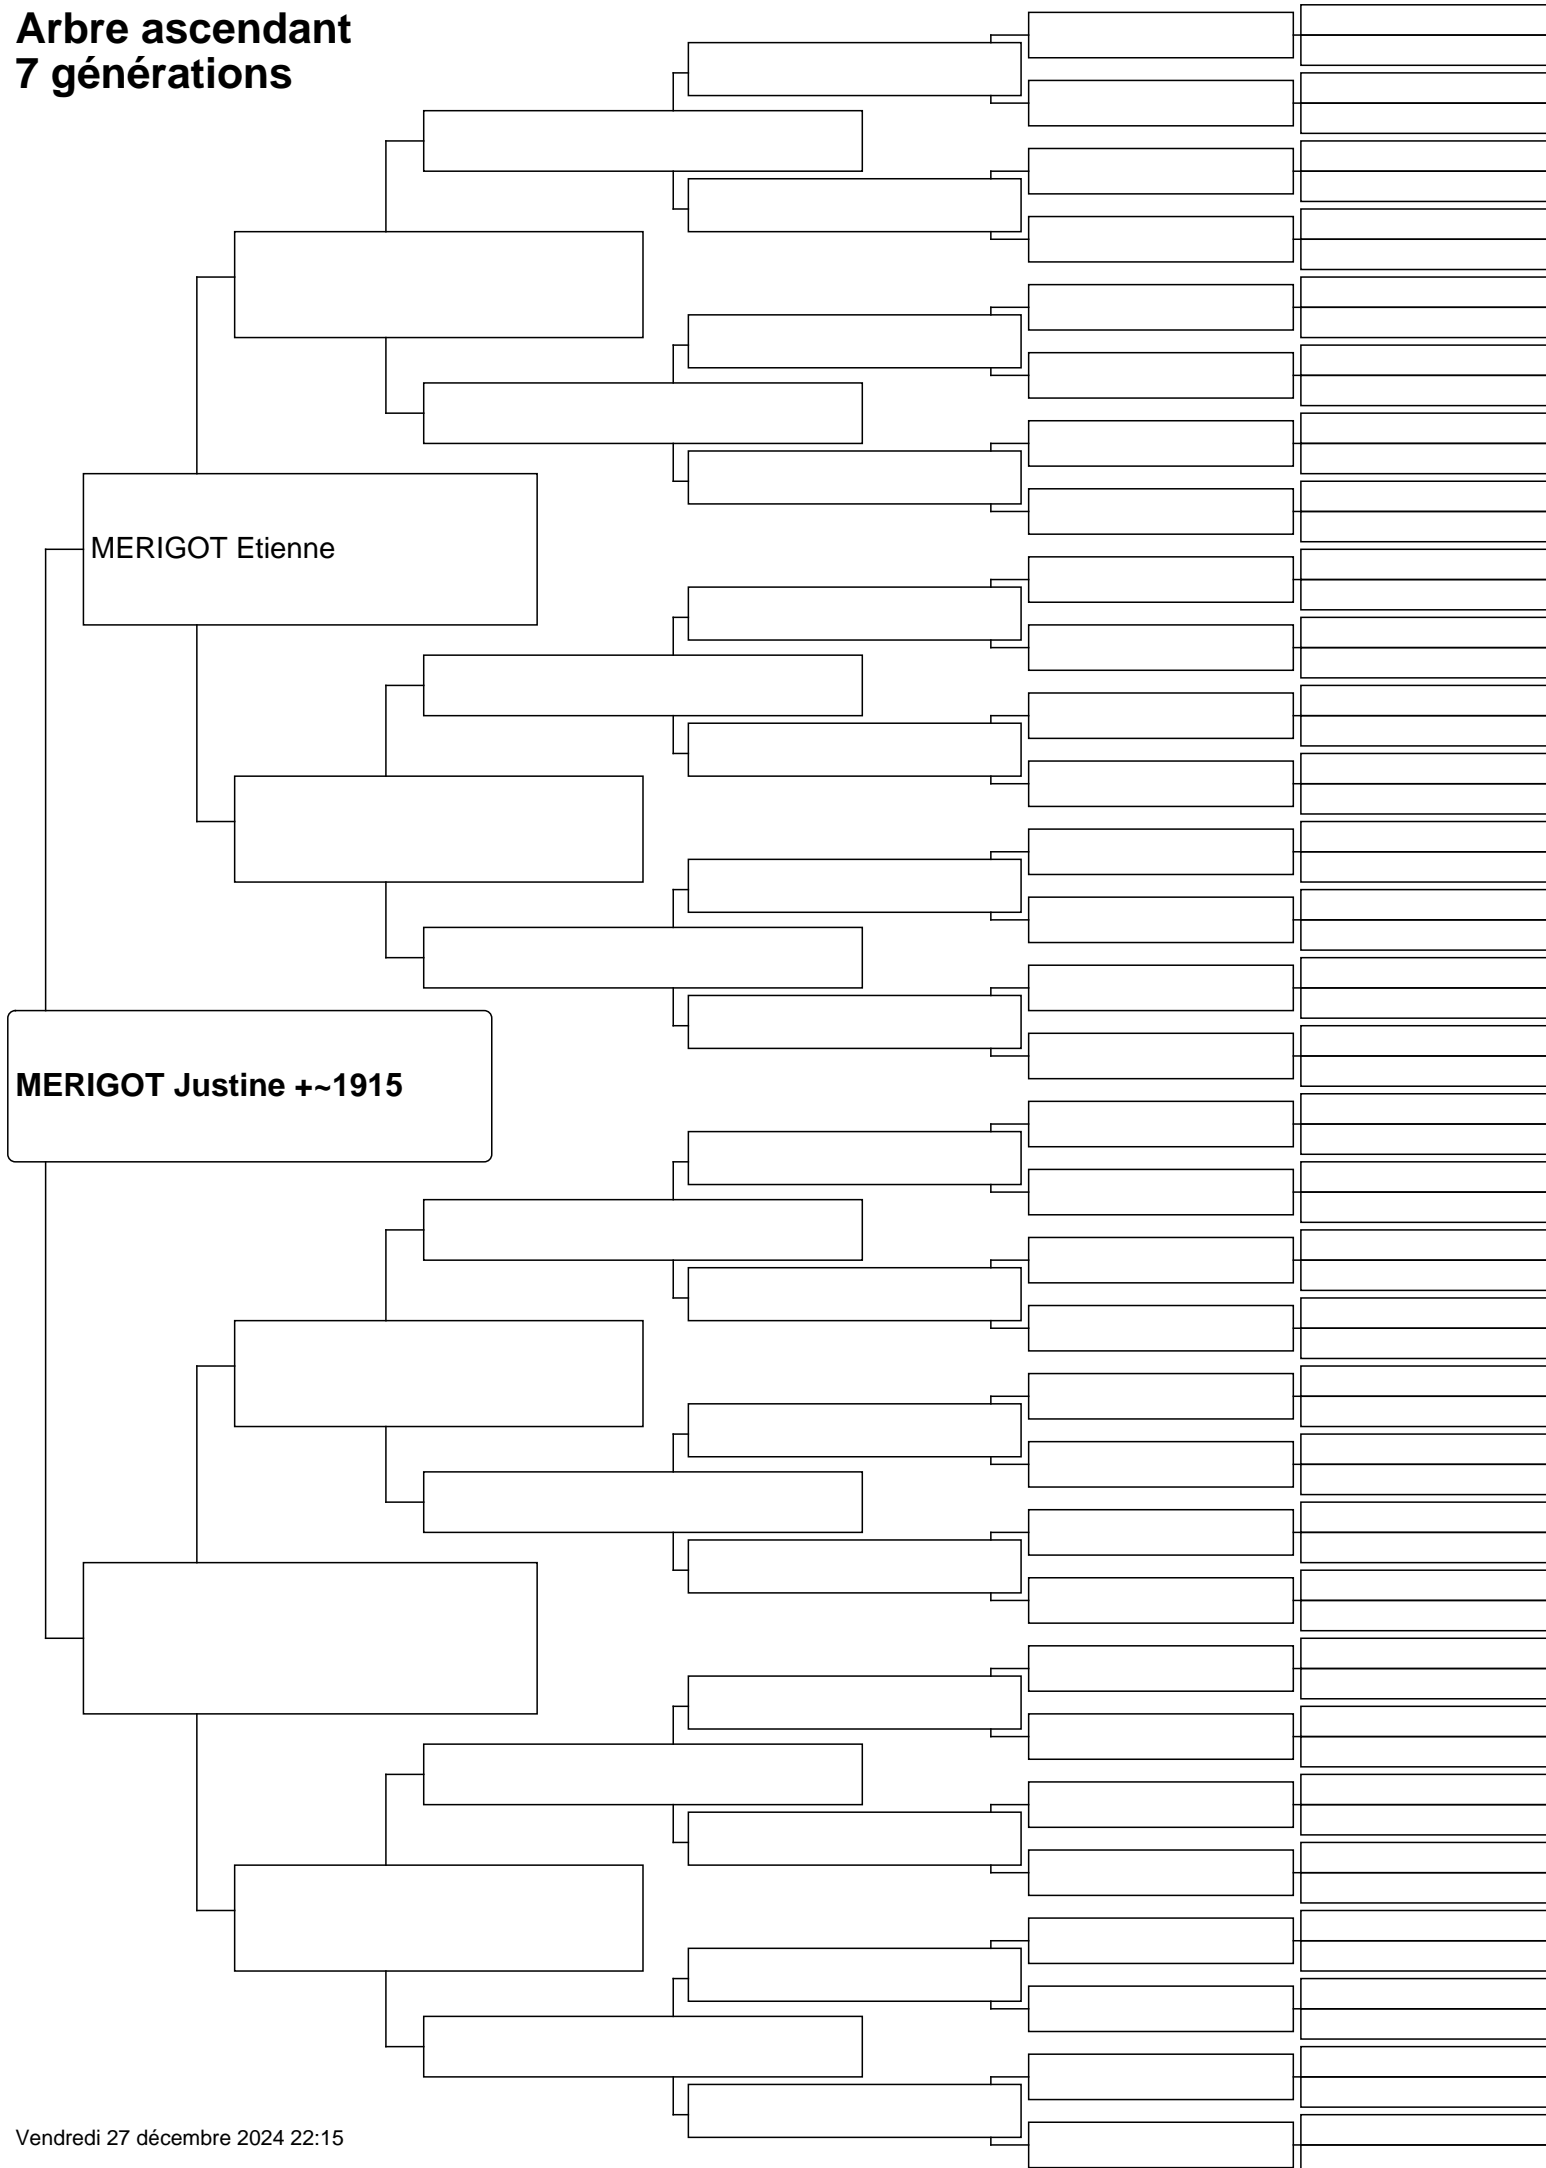 Arbre ascendant
7 générations
MERIGOT Etienne
MERIGOT Justine +~1915
Vendredi 27 décembre 2024 22:15